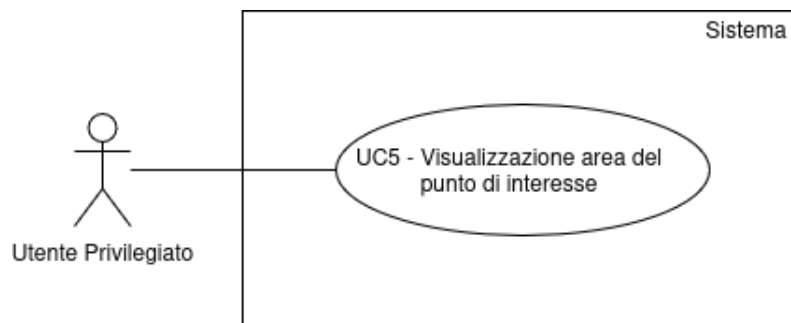 Sistema
UC5 - Visualizzazione area del
punto di interesse
Utente Privilegiato